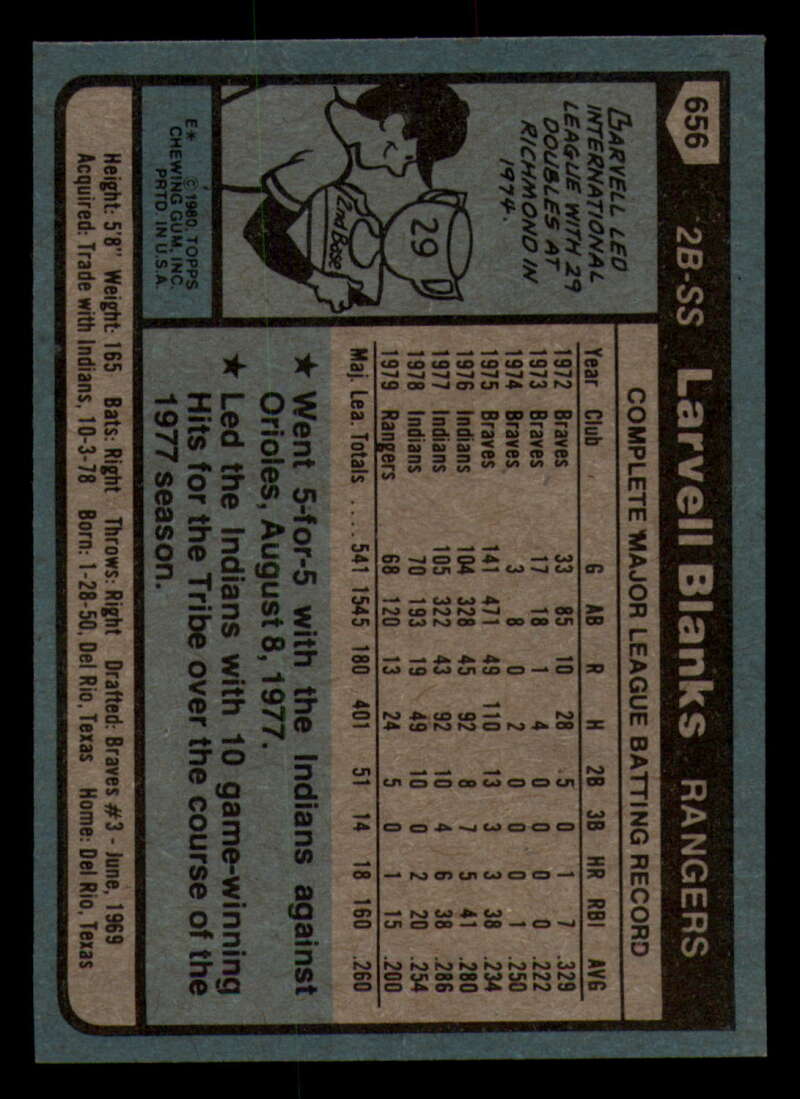 656 2B-SS Larvell Blanks RANGERS
LARVELL LED
INTERNATIONAL
LEAGUE WITH 29
DOUBLES AT
RICHMOND IN
1974.
29
2nd Base
E* © 1980 TOPPS
CHEWING GUM, INC.
PRTD. IN U.S.A.
COMPLETE MAJOR LEAGUE BATTING RECORD
Year Club G AB R H 2B 3B HR RBI AVG
1972 Braves 33 85 10 28 5 0 1 7 .329
1973 Braves 17 18 1 4 0 0 0 0 .222
1974 Braves 3 8 0 2 0 0 0 1 .250
1975 Braves 141 471 49 110 13 3 3 38 .234
1976 Indians 104 328 45 92 8 7 5 41 .280
1977 Indians 105 322 43 92 10 4 6 38 .286
1978 Indians 70 193 19 49 10 0 2 20 .254
1979 Rangers 68 120 13 24 5 0 1 15 .200
Maj. Lea. Totals .... 541 1545 180 401 51 14 18 160 .260
★ Went 5-for-5 with the Indians against
Orioles, August 8, 1977.
★ Led the Indians with 10 game-winning
Hits for the Tribe over the course of the
1977 season.
Height: 5'8" Weight: 165 Bats: Right Throws: Right Drafted: Braves #3 - June, 1969
Acquired: Trade with Indians, 10-3-78 Born: 1-28-50, Del Rio, Texas Home: Del Rio, Texas